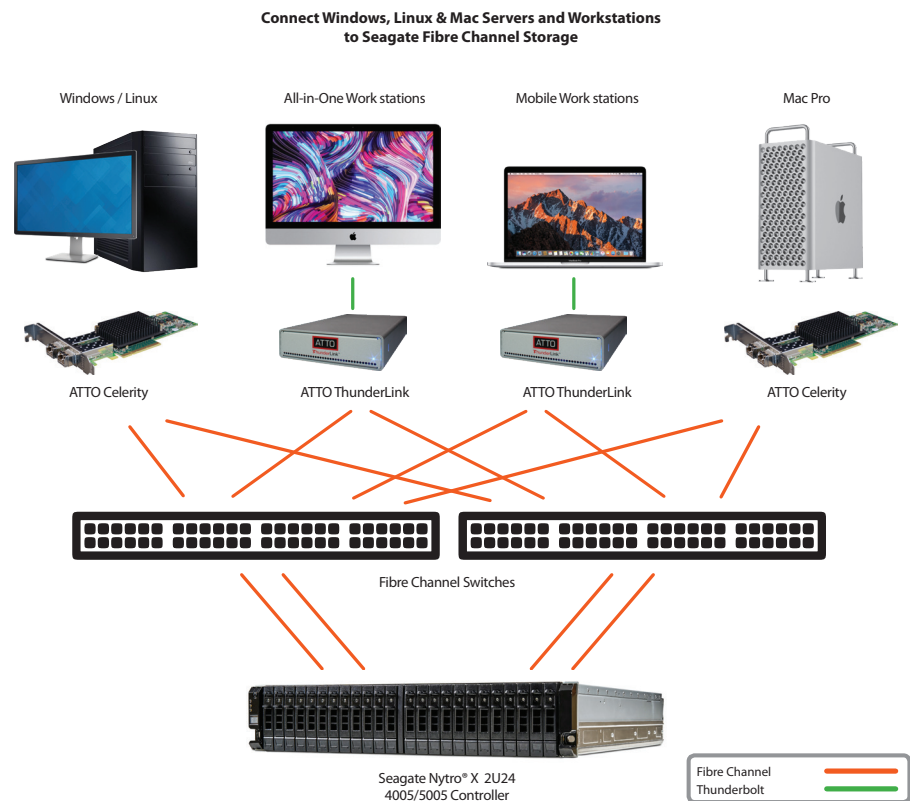 Connect Windows, Linux & Mac Servers and Workstations
to Seagate Fibre Channel Storage
Windows / Linux
All-in-One Work stations
Mobile Work stations
Mac Pro
ATTO
ThunderLink
ATTO
ThunderLink
ATTO Celerity
ATTO ThunderLink
ATTO ThunderLink
ATTO Celerity
Fibre Channel Switches
Seagate Nytro® X 2U24
4005/5005 Controller
Fibre Channel
Thunderbolt